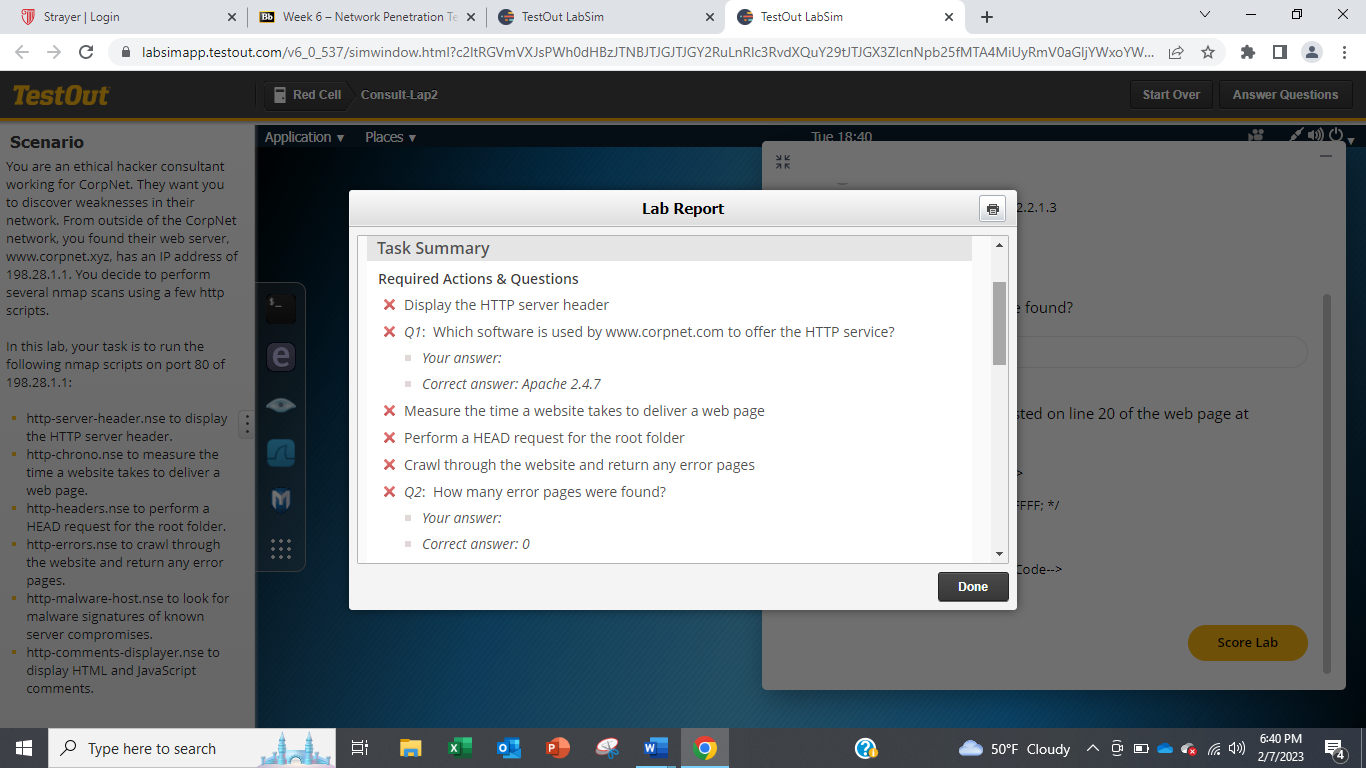 Strayer | Login
Bb Week 6 – Network Penetration Te
TestOut LabSim
TestOut LabSim
labsimapp.testout.com/v6_0_537/simwindow.html?c2ltRGVmVXJsPWh0dHBzJTNBJTJGJTJGY2RuLnRlc3RvdXQuY29tJTJGX3ZlcnNpb25fMTA4MiUyRmV0aGljYWxoYW...
TestOut
Red Cell
Consult-Lap2
Start Over
Answer Questions
Scenario
You are an ethical hacker consultant
working for CorpNet. They want you
to discover weaknesses in their
network. From outside of the CorpNet
network, you found their web server,
www.corpnet.xyz, has an IP address of
198.28.1.1. You decide to perform
several nmap scans using a few http
scripts.
In this lab, your task is to run the
following nmap scripts on port 80 of
198.28.1.1:
http-server-header.nse to display
the HTTP server header.
http-chrono.nse to measure the
time a website takes to deliver a
web page.
http-headers.nse to perform a
HEAD request for the root folder.
http-errors.nse to crawl through
the website and return any error
pages.
http-malware-host.nse to look for
malware signatures of known
server compromises.
http-comments-displayer.nse to
display HTML and JavaScript
comments.
Application
Places
Tue 18:40
Lab Report
Task Summary
Required Actions & Questions
Display the HTTP server header
Q1: Which software is used by www.corpnet.com to offer the HTTP service?
Your answer:
Correct answer: Apache 2.4.7
Measure the time a website takes to deliver a web page
Perform a HEAD request for the root folder
Crawl through the website and return any error pages
Q2: How many error pages were found?
Your answer:
Correct answer: 0
Done
2.2.1.3
e found?
sted on line 20 of the web page at
>
FFFF; */
Code-->
Score Lab
Type here to search
50°F Cloudy
6:40 PM
2/7/2023
4